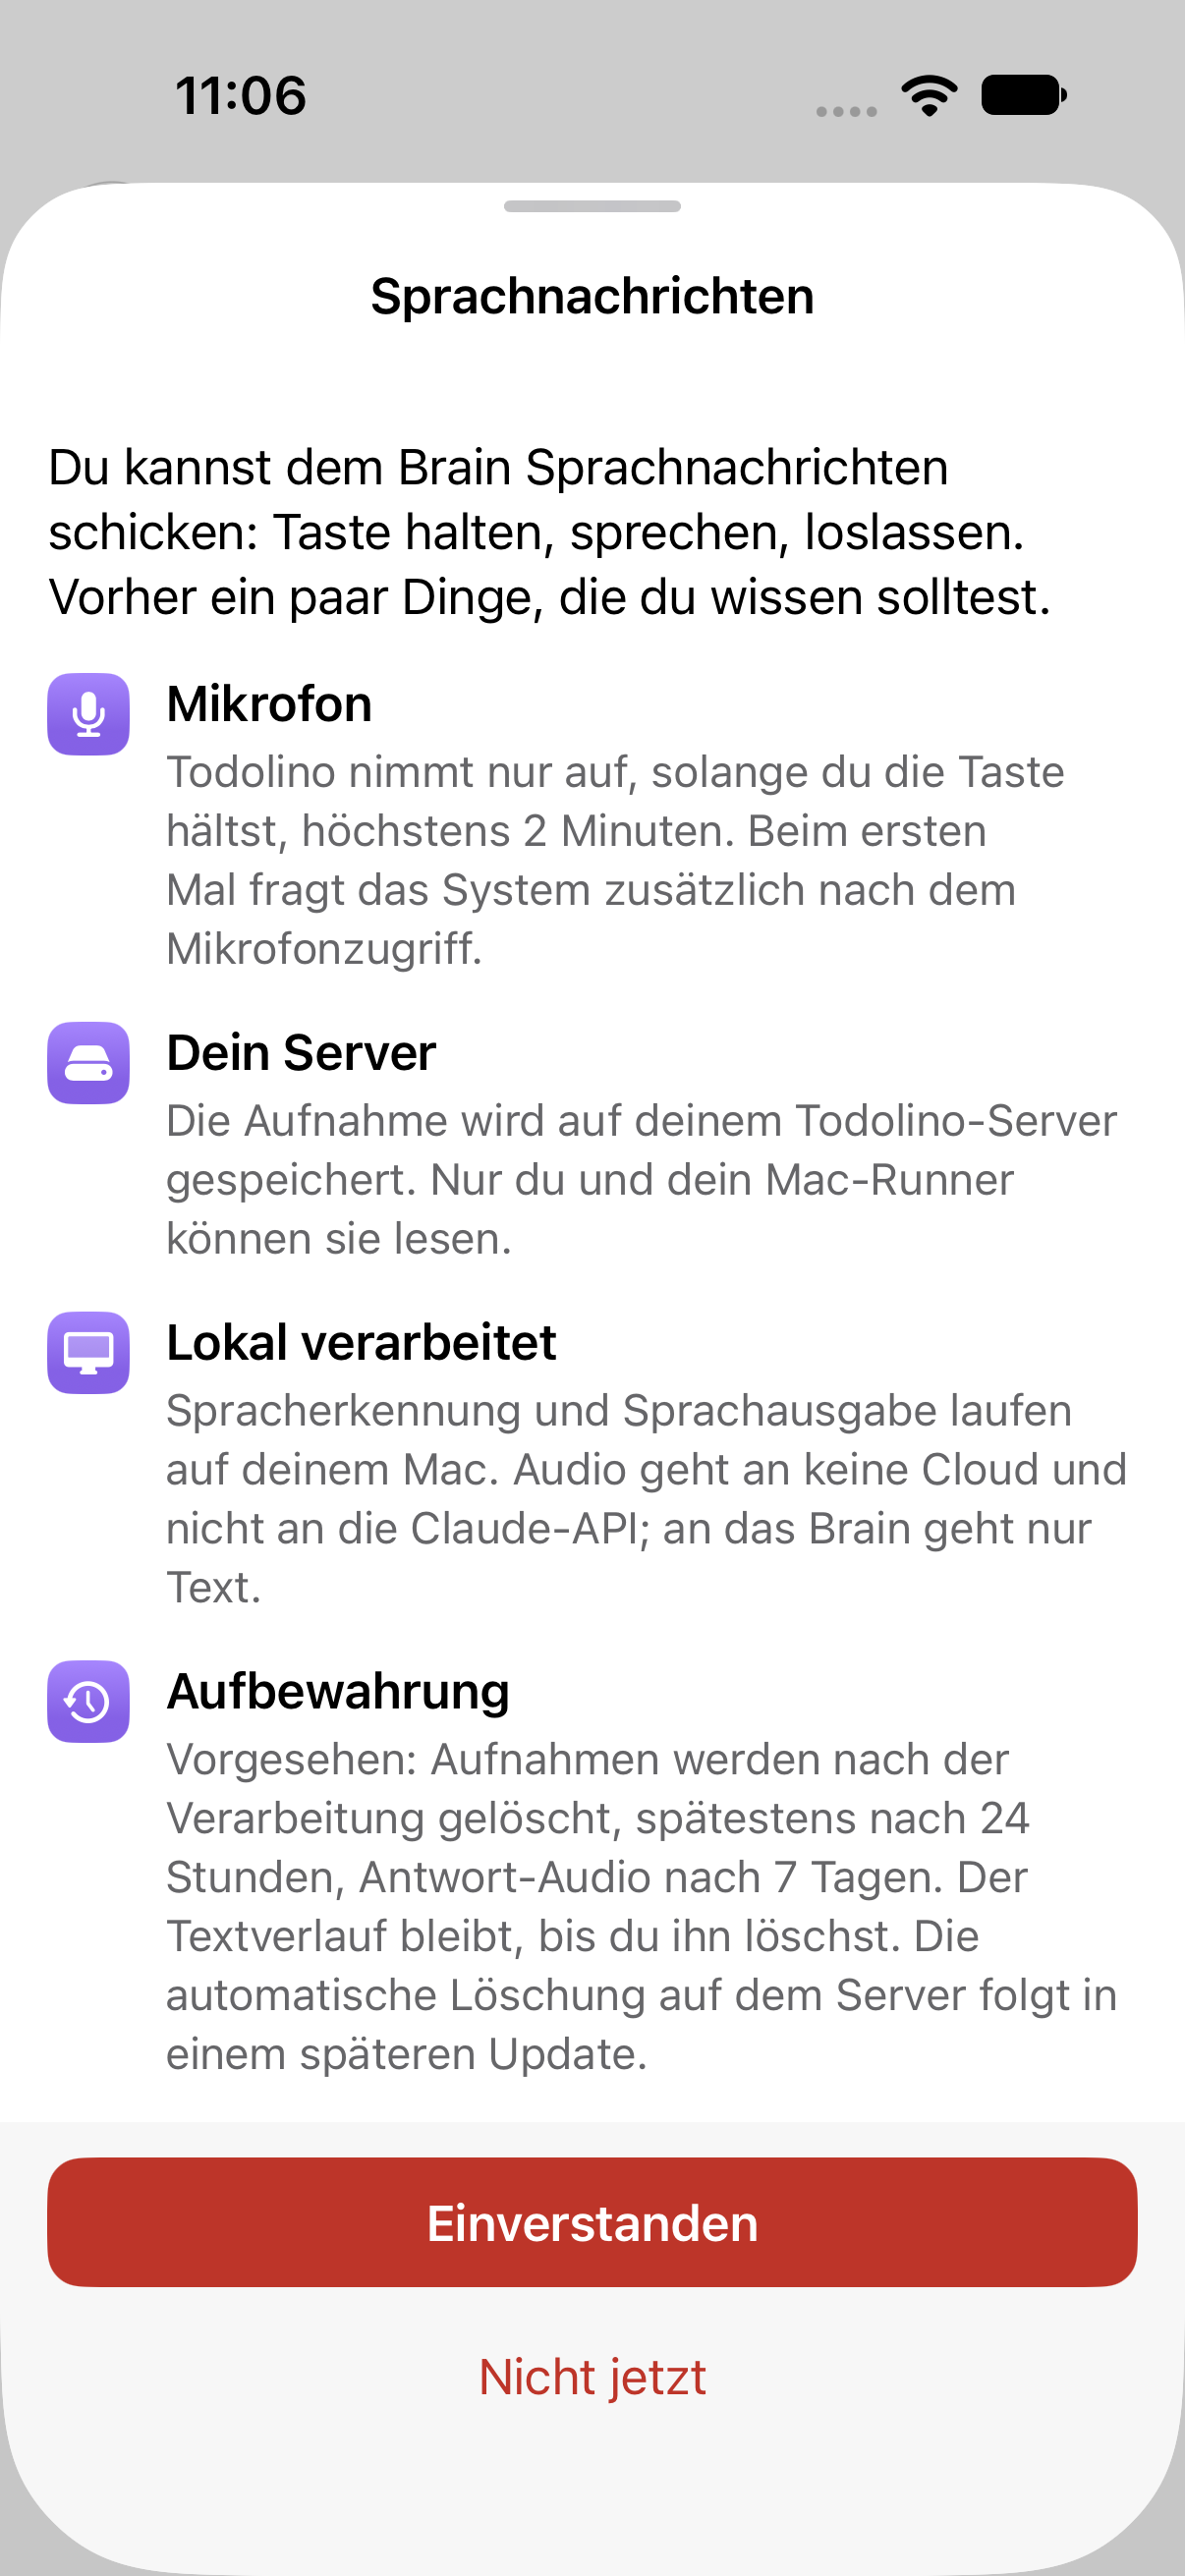 11:06
Sprachnachrichten
Du kannst dem Brain Sprachnachrichten
schicken: Taste halten, sprechen, loslassen.
Vorher ein paar Dinge, die du wissen solltest.
Mikrofon
Todolino nimmt nur auf, solange du die Taste
hältst, höchstens 2 Minuten. Beim ersten
Mal fragt das System zusätzlich nach dem
Mikrofonzugriff.
Dein Server
Die Aufnahme wird auf deinem Todolino-Server
gespeichert. Nur du und dein Mac-Runner
können sie lesen.
Lokal verarbeitet
Spracherkennung und Sprachausgabe laufen
auf deinem Mac. Audio geht an keine Cloud und
nicht an die Claude-API; an das Brain geht nur
Text.
Aufbewahrung
Vorgesehen: Aufnahmen werden nach der
Verarbeitung gelöscht, spätestens nach 24
Stunden, Antwort-Audio nach 7 Tagen. Der
Textverlauf bleibt, bis du ihn löschst. Die
automatische Löschung auf dem Server folgt in
einem späteren Update.
Einverstanden
Nicht jetzt